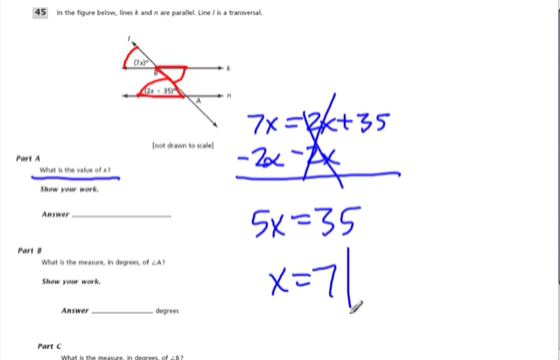 45 In the figure below, lines k and n are parallel. Line l is a transversal.
l
(7x)°
k
(2x + 35)°
n
A
[not drawn to scale]
7x = 2x + 35
- 2x - 2x
5x = 35
x = 7
Part A
What is the value of x?
Show your work.
Answer
Part B
What is the measure, in degrees, of ∠A?
Show your work.
Answer degrees
Part C
What is the measure, in degrees, of ∠B?